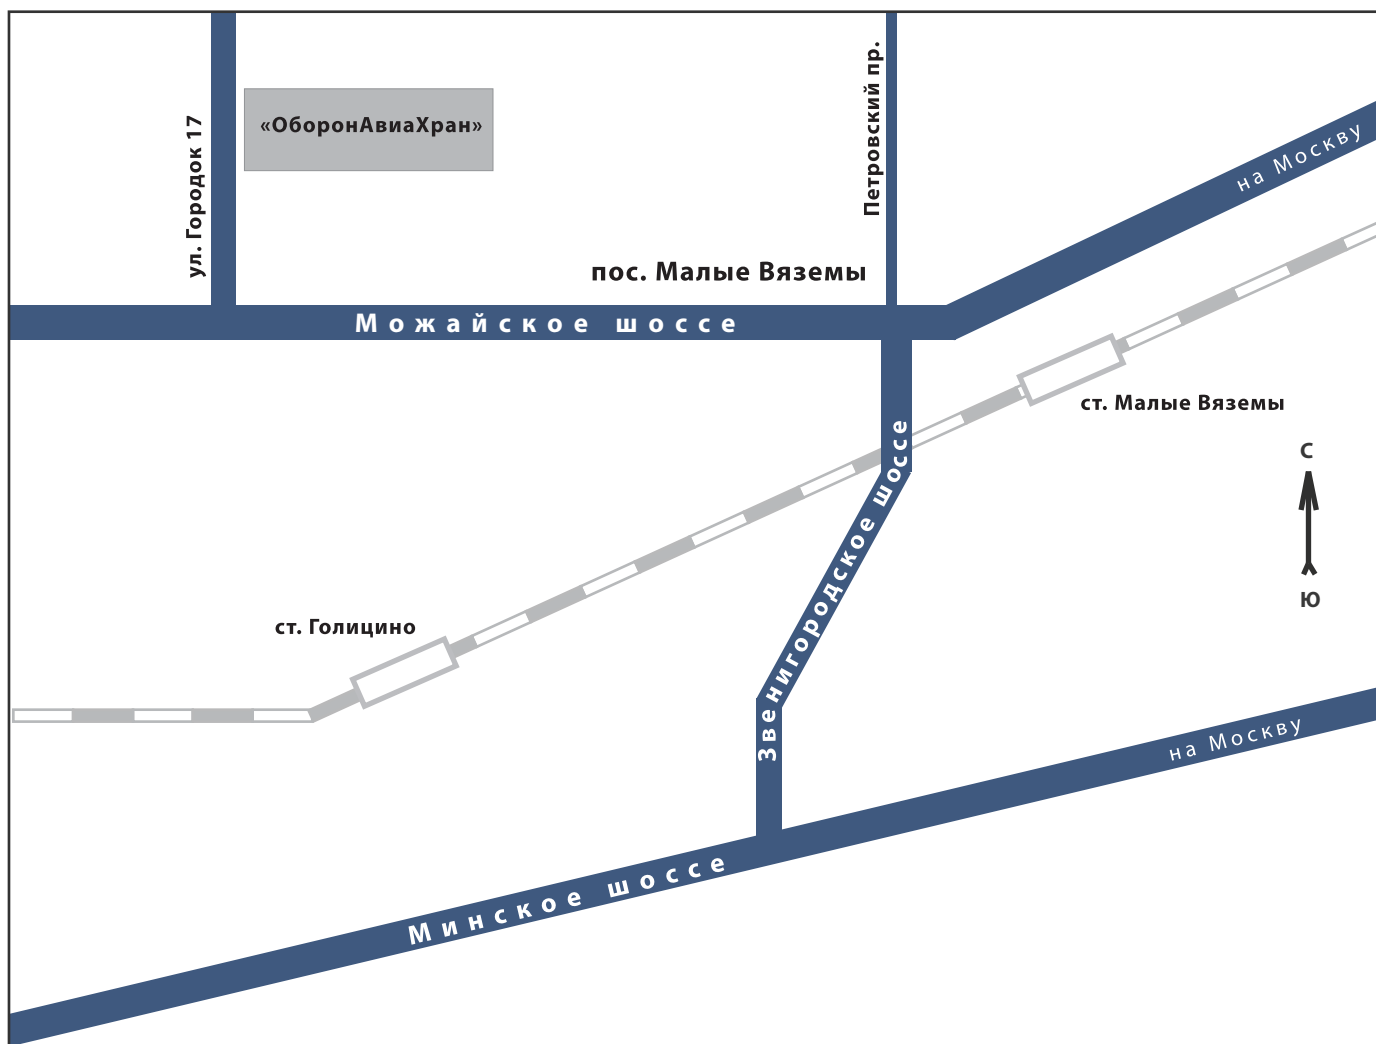 Петровский пр.
«ОборонАвиаХран»
ул. Городок 17
на Москву
пос. Малые Вяземы
Можайское шоссе
ст. Малые Вяземы
С
Звенигородское шоссе
Ю
ст. Голицино
на Москву
Минское шоссе